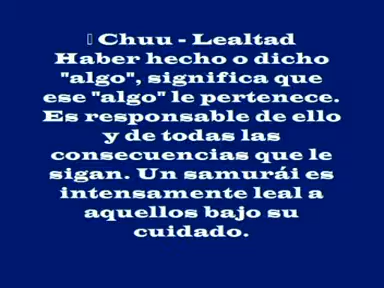 Chuu - Lealtad
Haber hecho o dicho
"algo", significa que
ese "algo" le pertenece.
Es responsable de ello
y de todas las
consecuencias que le
sigan. Un samurái es
intensamente leal a
aquellos bajo su
cuidado.